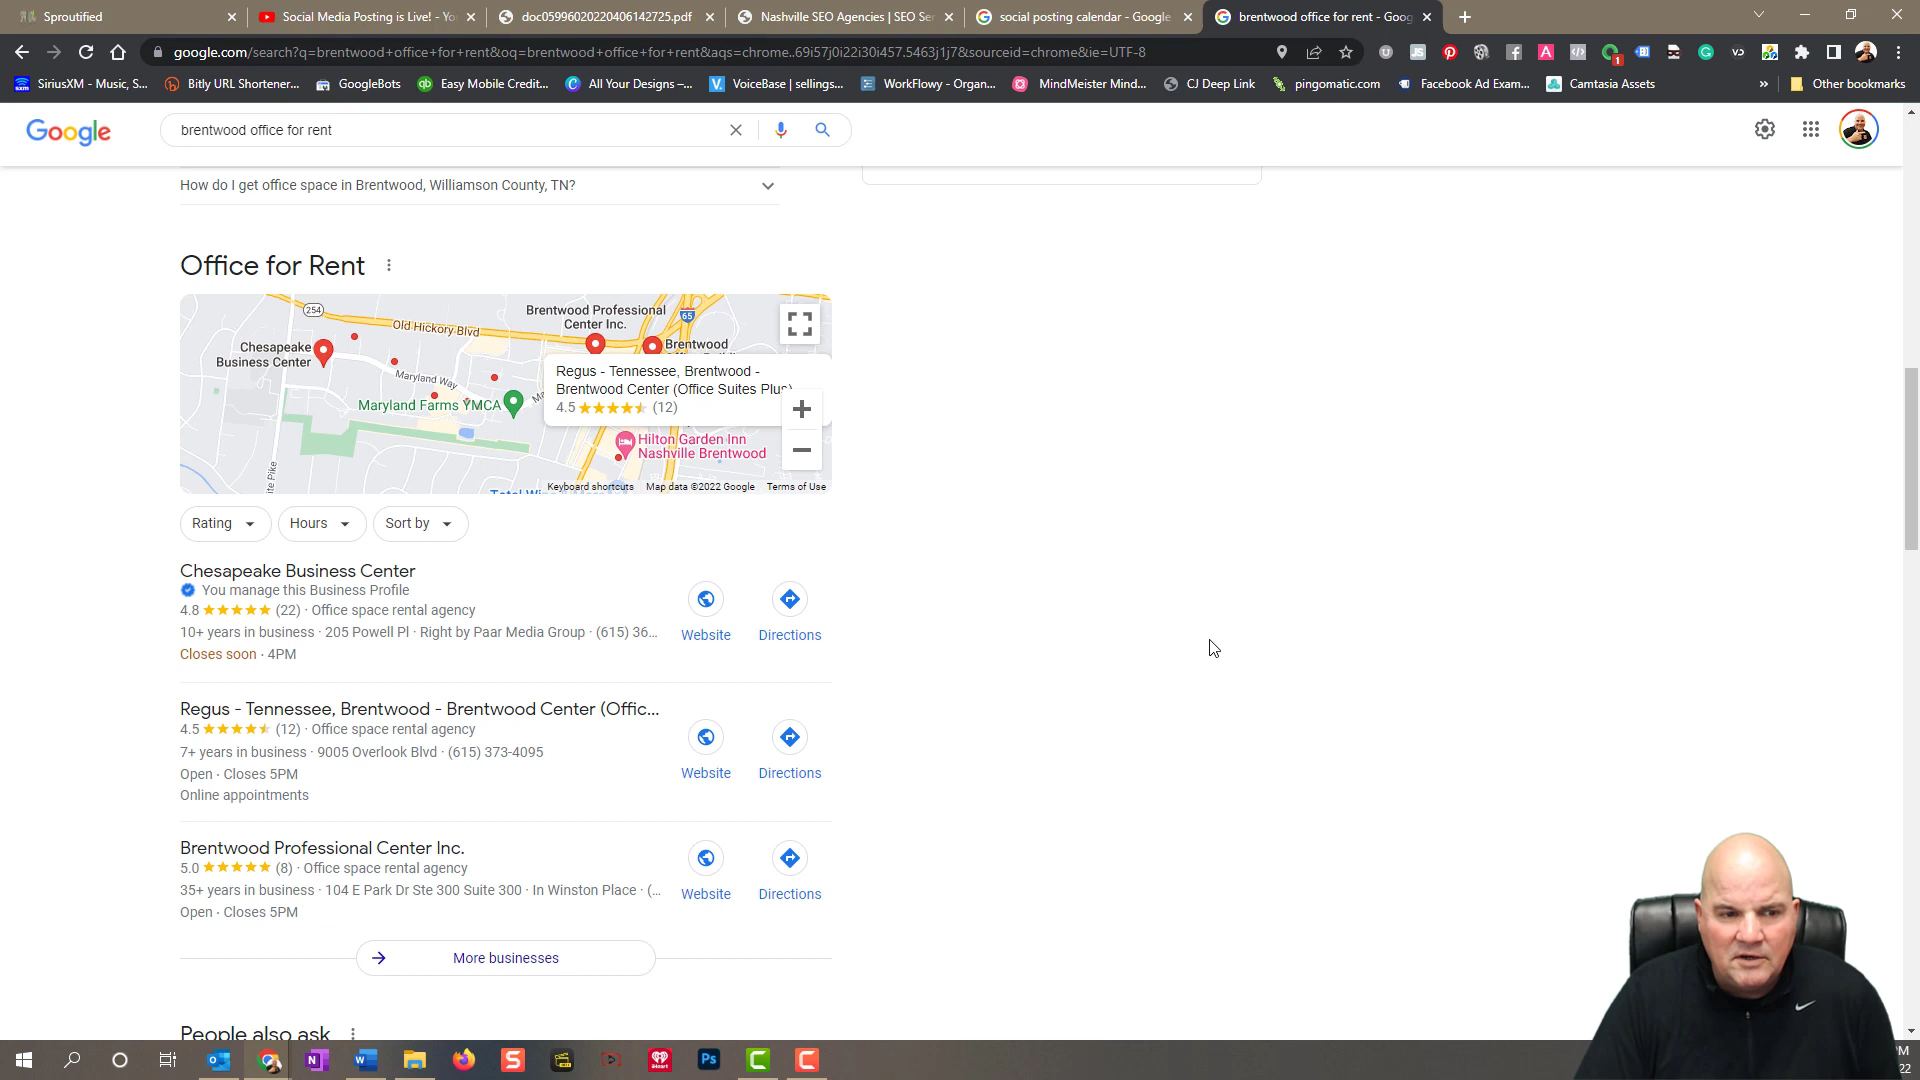 Sproutified
Social Media Posting is Live! - Yo
doc05996020220406142725.pdf
Nashville SEO Agencies | SEO Ser
social posting calendar - Google
brentwood office for rent - Goog
google.com/search?q=brentwood+office+for+rent&oq=brentwood+office+for+rent&aqs=chrome..69i57j0i22i30i457.5463j1j7&sourceid=chrome&ie=UTF-8
SiriusXM - Music, S...
Bitly URL Shortener...
GoogleBots
Easy Mobile Credit...
All Your Designs –...
VoiceBase | sellings...
WorkFlowy - Organ...
MindMeister Mind...
CJ Deep Link
pingomatic.com
Facebook Ad Exam...
Camtasia Assets
»
Other bookmarks
Google
brentwood office for rent
How do I get office space in Brentwood, Williamson County, TN?
Office for Rent
254
Old Hickory Blvd
Brentwood Professional
Center Inc.
65
Chesapeake
Business Center
Brentwood
Maryland Way
Maryland Farms YMCA
Regus - Tennessee, Brentwood -
Brentwood Center (Office Suites Plus)
4.5 ★★★★★ (12)
Hilton Garden Inn
Nashville Brentwood
Keyboard shortcuts
Map data ©2022 Google
Terms of Use
Rating
Hours
Sort by
Chesapeake Business Center
You manage this Business Profile
4.8 ★★★★★ (22) · Office space rental agency
10+ years in business · 205 Powell Pl · Right by Paar Media Group · (615) 36...
Closes soon · 4PM
Website
Directions
Regus - Tennessee, Brentwood - Brentwood Center (Offic...
4.5 ★★★★★ (12) · Office space rental agency
7+ years in business · 9005 Overlook Blvd · (615) 373-4095
Open · Closes 5PM
Online appointments
Website
Directions
Brentwood Professional Center Inc.
5.0 ★★★★★ (8) · Office space rental agency
35+ years in business · 104 E Park Dr Ste 300 Suite 300 · In Winston Place · (...
Open · Closes 5PM
Website
Directions
More businesses
People also ask